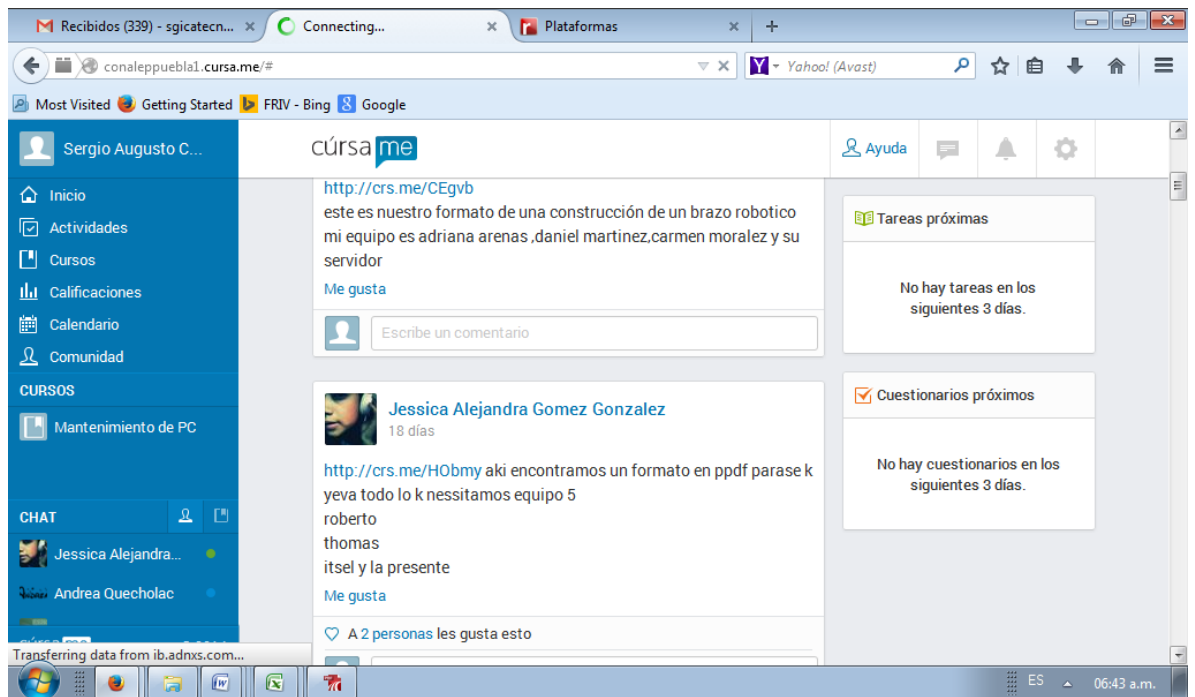 Recibidos (339) - sgicatecn...
Connecting...
Plataformas
conaleppuebla1.cursa.me/#
Yahoo! (Avast)
Most Visited Getting Started FRIV - Bing Google
Sergio Augusto C...
cúrsame
Ayuda
Inicio
Actividades
Cursos
Calificaciones
Calendario
Comunidad
CURSOS
Mantenimiento de PC
CHAT
Jessica Alejandra...
Andrea Quecholac
http://crs.me/CEgvb
este es nuestro formato de una construcción de un brazo robotico
mi equipo es adriana arenas ,daniel martinez,carmen moralez y su
servidor
Me gusta
Escribe un comentario
Jessica Alejandra Gomez Gonzalez
18 días
http://crs.me/HObmy aki encontramos un formato en ppdf parase k
yeva todo lo k nessitamos equipo 5
roberto
thomas
itsel y la presente
Me gusta
A 2 personas les gusta esto
Tareas próximas
No hay tareas en los
siguientes 3 días.
Cuestionarios próximos
No hay cuestionarios en los
siguientes 3 días.
Transferring data from ib.adnxs.com...
ES
06:43 a.m.